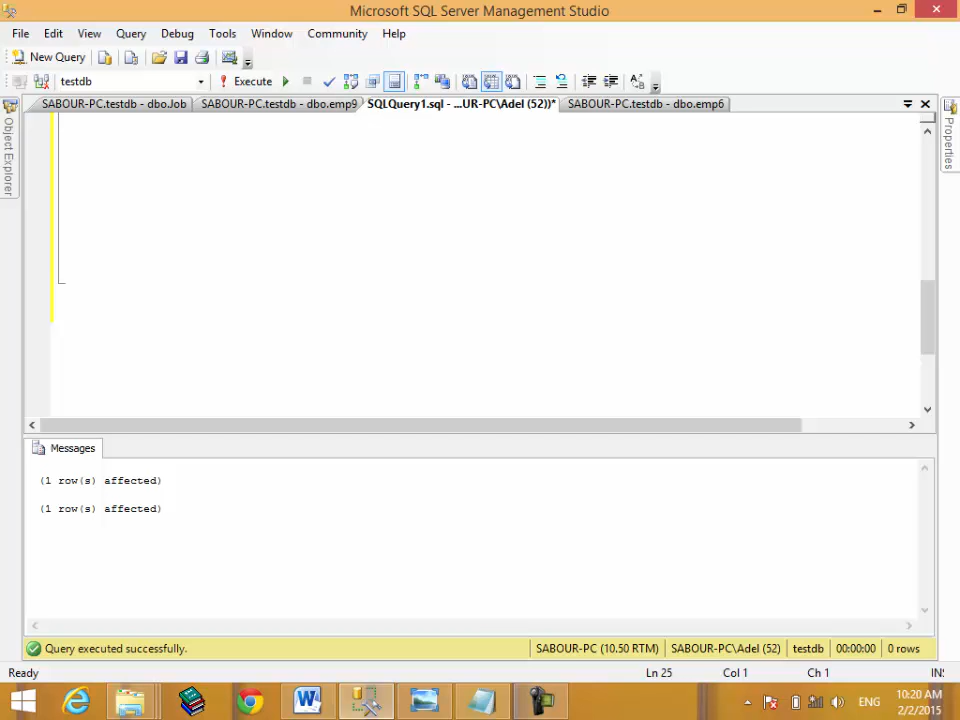 Microsoft SQL Server Management Studio
File Edit View Query Debug Tools Window Community Help
New Query
testdb Execute
SABOUR-PC.testdb - dbo.Job SABOUR-PC.testdb - dbo.emp9 SQLQuery1.sql - ...UR-PC\Adel (52))* SABOUR-PC.testdb - dbo.emp6
Object Explorer
Properties
Messages
(1 row(s) affected)
(1 row(s) affected)
Query executed successfully. SABOUR-PC (10.50 RTM) SABOUR-PC\Adel (52) testdb 00:00:00 0 rows
Ready Ln 25 Col 1 Ch 1 IN
ENG 10:20 AM
2/2/2015